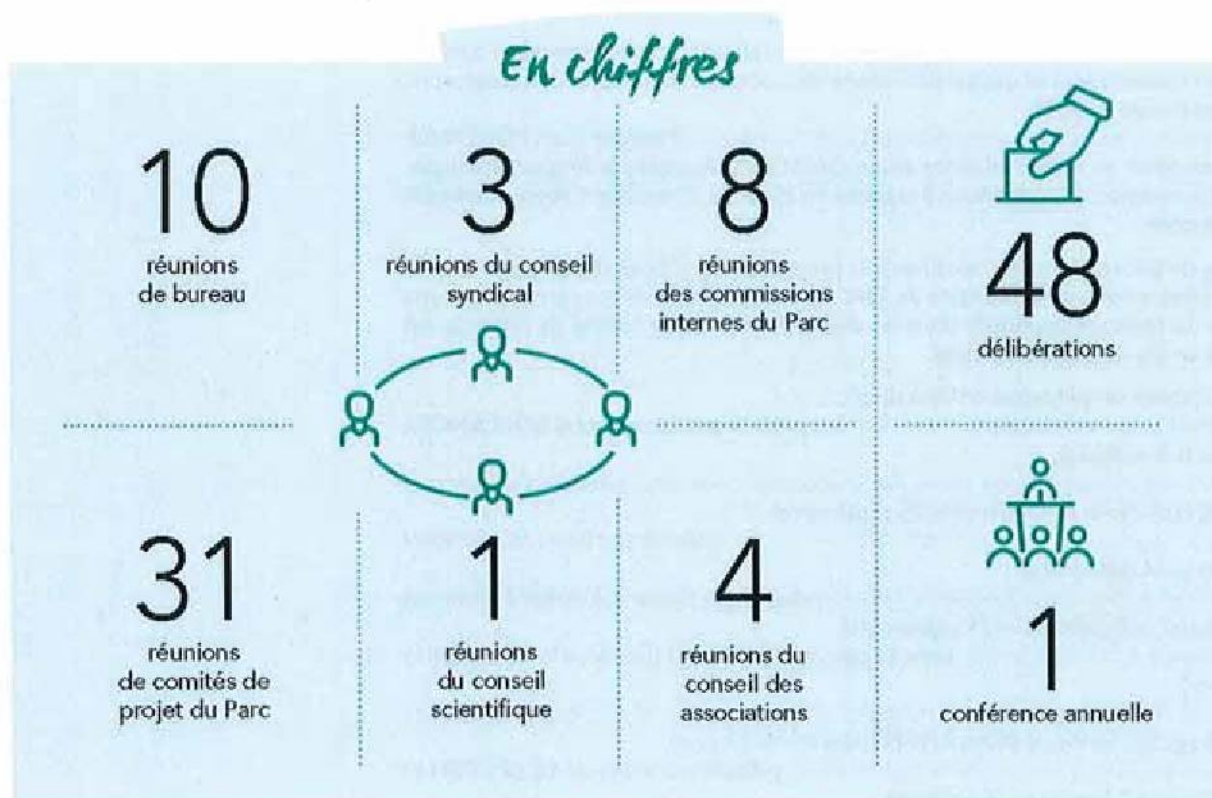 En chiffres
10
réunions
de bureau
3
réunions du conseil
syndical
8
réunions
des commissions
internes du Parc
48
délibérations
31
réunions
de comités de
projet du Parc
1
réunions
du conseil
scientifique
4
réunions du
conseil des
associations
1
conférence annuelle